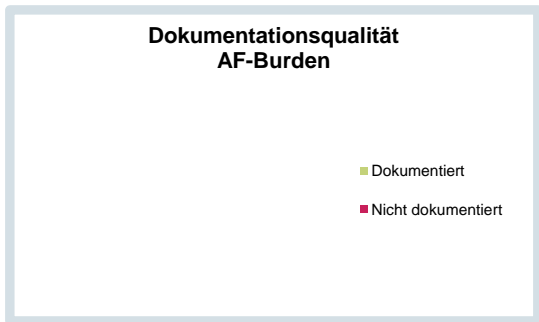 Dokumentationsqualität
AF-Burden
Dokumentiert
Nicht dokumentiert